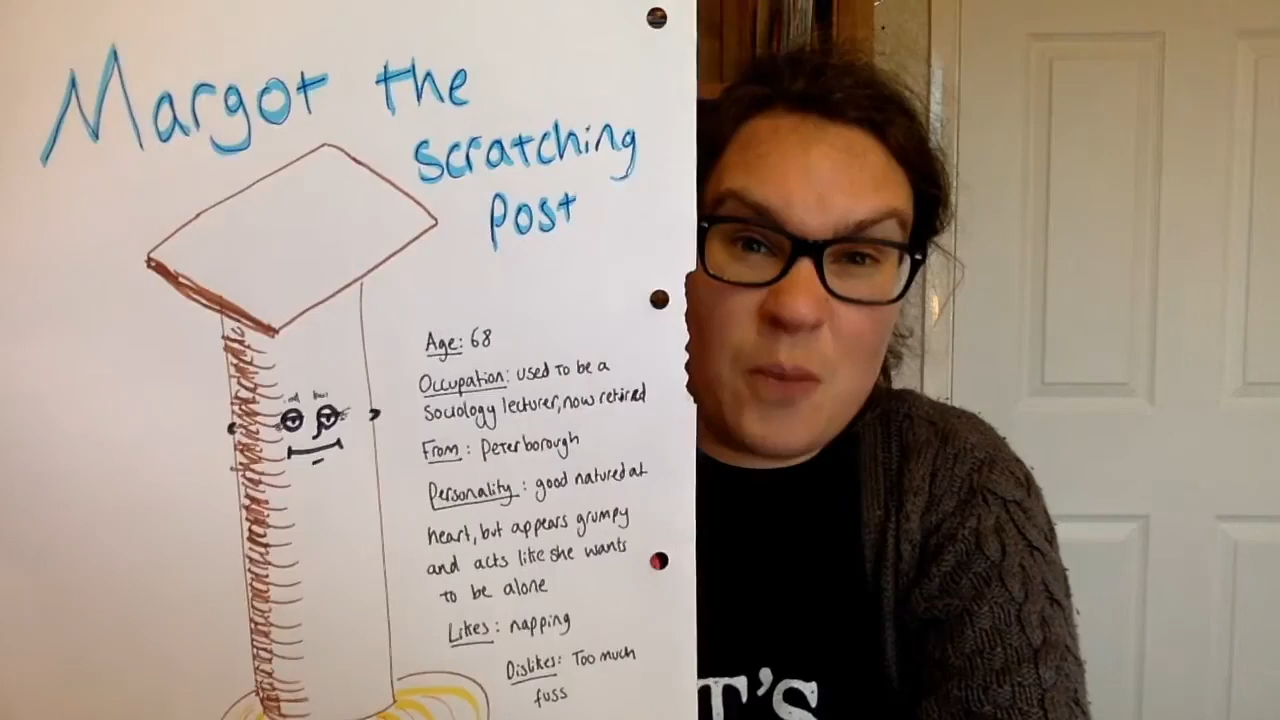 Margot the
scratching
post
Age: 68
Occupation: used to be a
Sociology lecturer, now retired
From: Peterborough
Personality: good natured at
heart, but appears grumpy
and acts like she wants
to be alone
Likes: napping
Dislikes: Too much
fuss
T'S